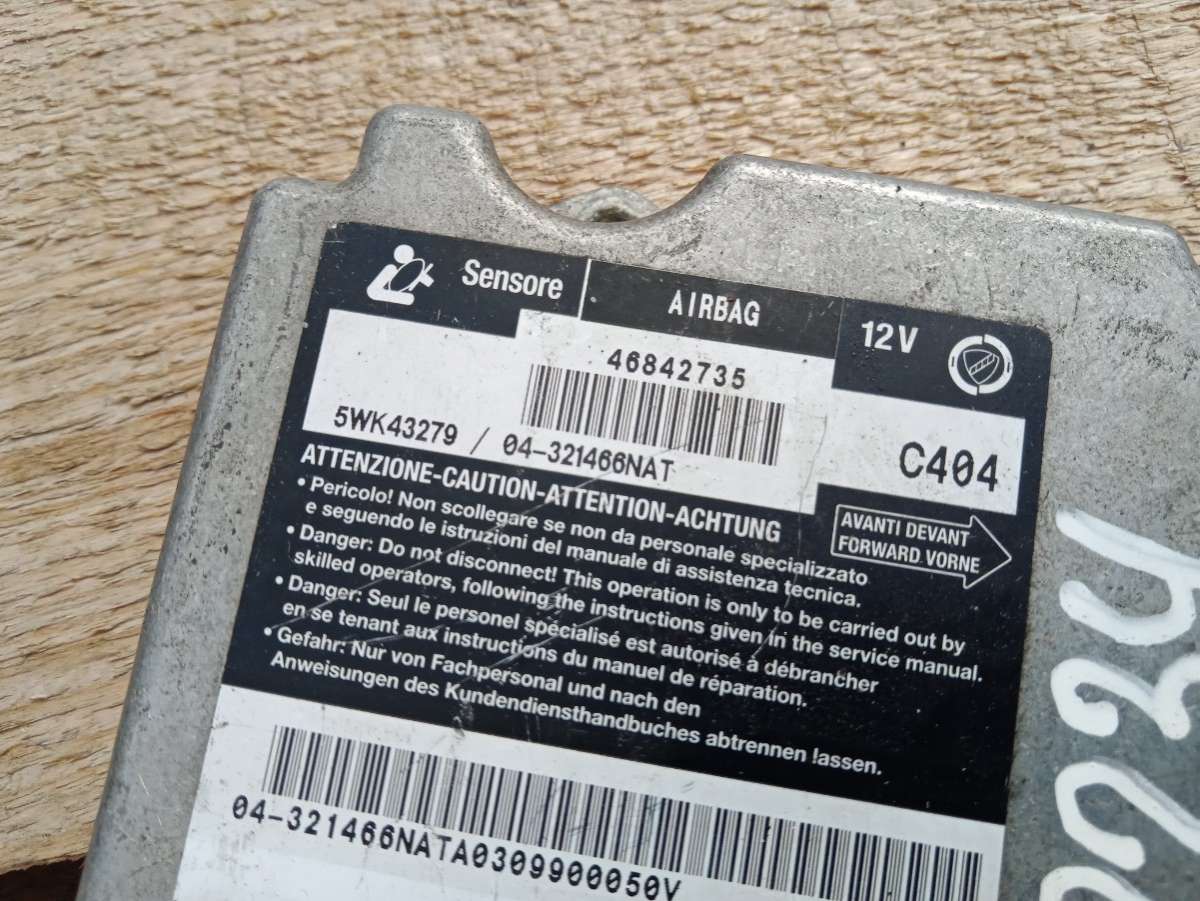 Sensore
AIRBAG
12V
46842735
5WK43279 / 04-321466NAT
C404
ATTENZIONE-CAUTION-ATTENTION-ACHTUNG
AVANTI DEVANT
FORWARD VORNE
• Pericolo! Non scollegare se non da personale specializzato
e seguendo le istruzioni del manuale di assistenza tecnica.
• Danger: Do not disconnect! This operation is only to be carried out by
skilled operators, following the instructions given in the service manual.
• Danger: Seul le personel spécialisé est autorisé à débrancher
en se tenant aux instructions du manuel de réparation.
• Gefahr: Nur von Fachpersonal und nach den
Anweisungen des Kundendiensthandbuches abtrennen lassen.
04-321466NATA0309900050V